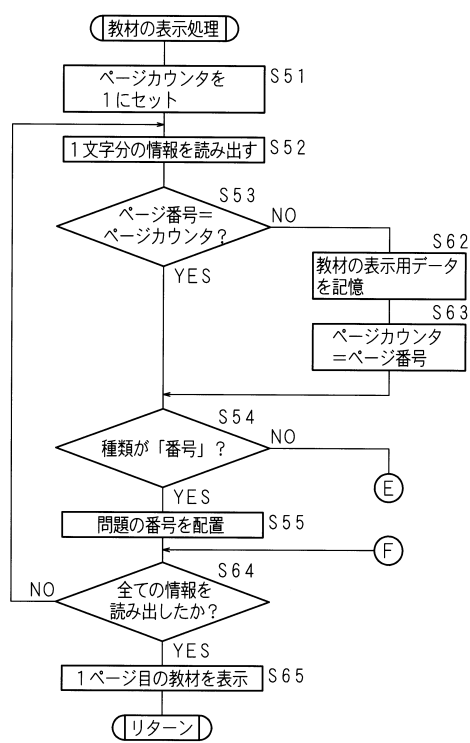 教材の表示処理
ページカウンタを
1にセット
S51
1文字分の情報を読み出す
S52
S53
ページ番号＝
ページカウンタ？
NO
YES
S62
教材の表示用データ
を記憶
S63
ページカウンタ
＝ページ番号
S54
種類が「番号」？
NO
YES
E
問題の番号を配置
S55
F
S64
全ての情報を
読み出したか？
NO
YES
1ページ目の教材を表示
S65
リターン